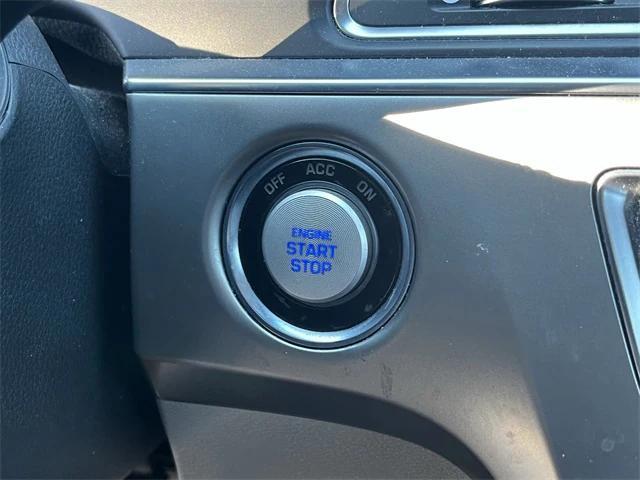 OFF ACC ON
ENGINE
START
STOP